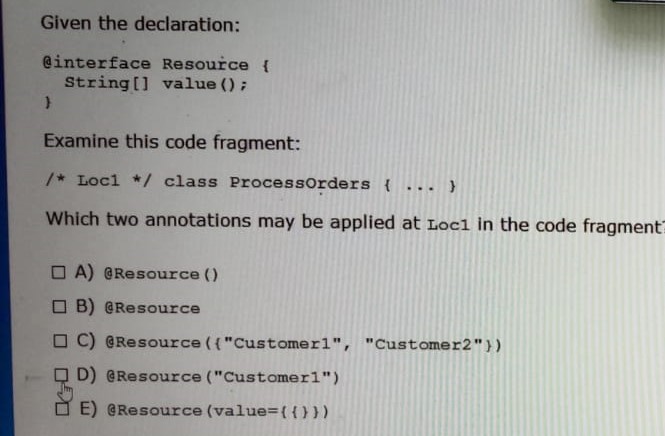 Given the declaration:
@interface Resource {
String[] value();
}
Examine this code fragment:
/* Loc1 */ class ProcessOrders { ... }
Which two annotations may be applied at Loc1 in the code fragment?
A) @Resource()
B) @Resource
C) @Resource({"Customer1", "Customer2"})
D) @Resource("Customer1")
E) @Resource(value={{}})